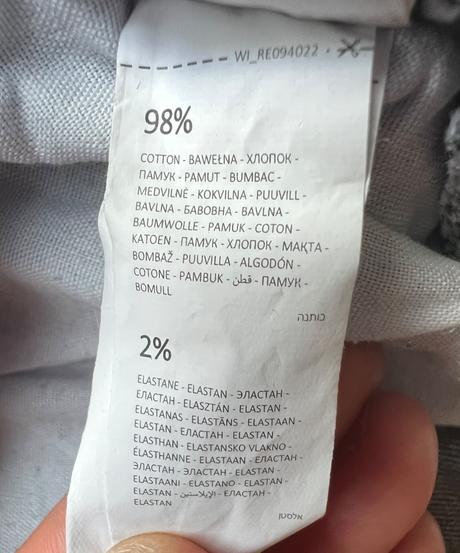 WI_RE094022
98%
COTTON - BAWEŁNA - ХЛОПОК -
ПАМУК - PAMUT - BUMBAC -
MEDVILNĖ - KOKVILNA - PUUVILL -
BAVLNA - БАВОВНА - BAVLNA -
BAUMWOLLE - PAMUK - COTON -
KATOEN - ПАМУК - ХЛОПОК - МАҚТА -
BOMBAŽ - PUUVILLA - ALGODÓN -
COTONE - PAMBUK - قطن - ПАМУК -
BOMULL
כותנה
2%
ELASTANE - ELASTAN - ЭЛАСТАН -
ЕЛАСТАН - ELASZTÁN - ELASTAN -
ELASTANAS - ELASTĀNS - ELASTAAN -
ELASTAN - ЕЛАСТАН - ELASTAN -
ELASTHAN - ELASTANSKO VLAKNO -
ÉLASTHANNE - ELASTAAN - ЕЛАСТАН -
ЭЛАСТАН - ЭЛАСТАН - ELASTAN -
ELASTAANI - ELASTANO - ELASTAN -
ELASTAN - الإيلاستين - ЕЛАСТАН -
ELASTAN
אלסטן